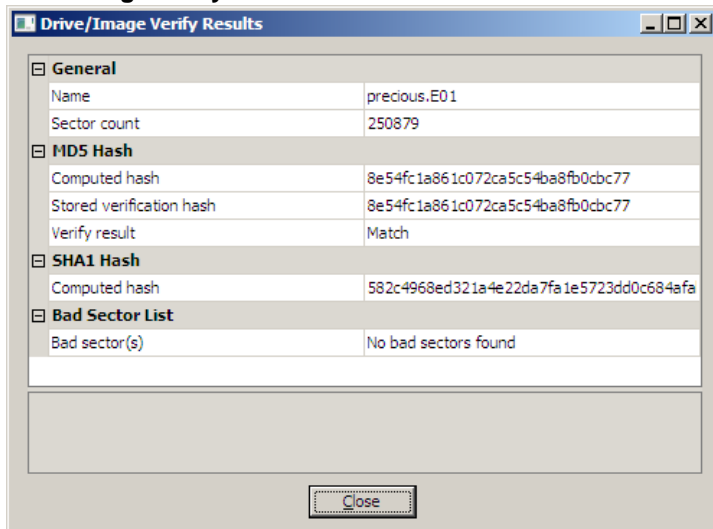 Drive/Image Verify Results
General
Name precious.E01
Sector count 250879
MD5 Hash
Computed hash 8e54fc1a861c072ca5c54ba8fb0cbc77
Stored verification hash 8e54fc1a861c072ca5c54ba8fb0cbc77
Verify result Match
SHA1 Hash
Computed hash 582c4968ed321a4e22da7fa1e5723dd0c684afa
Bad Sector List
Bad sector(s) No bad sectors found
Close